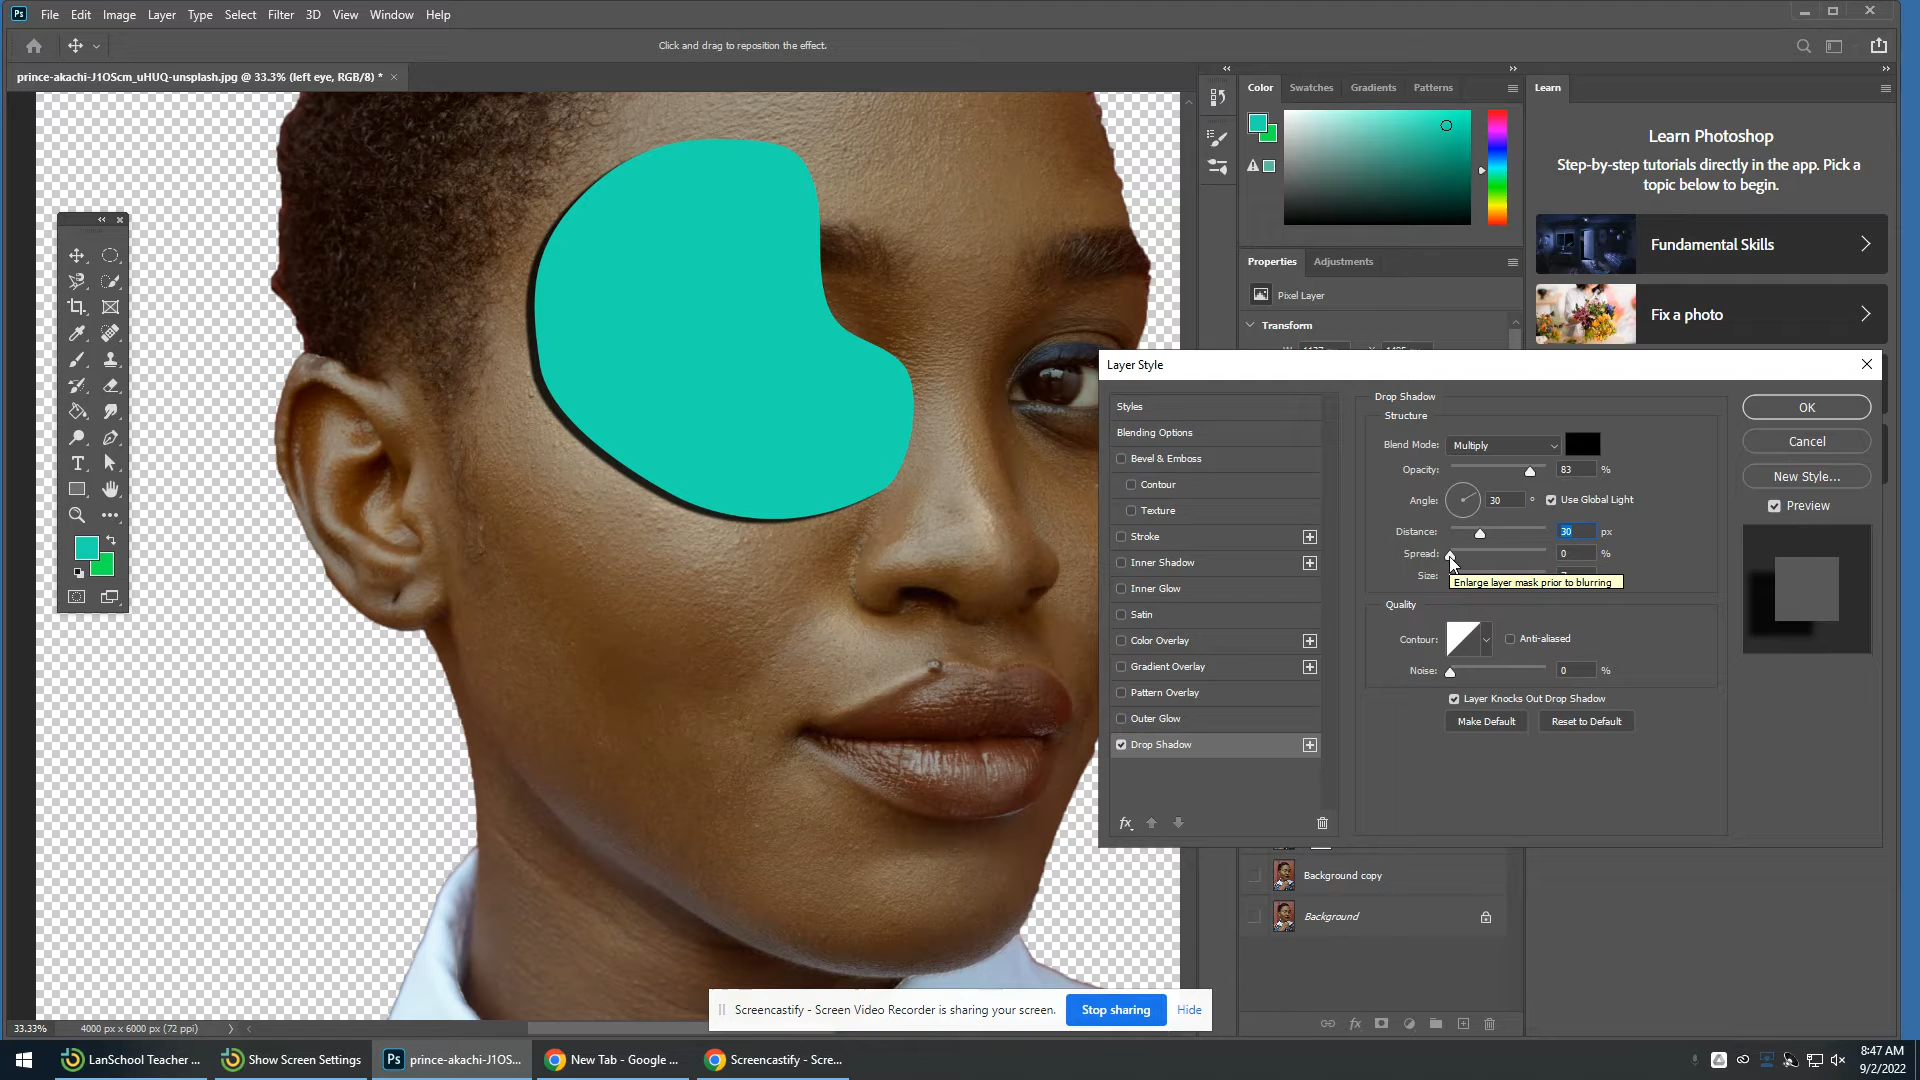 Ps File Edit Image Layer Type Select Filter 3D View Window Help
Click and drag to reposition the effect.
prince-akachi-J1OScm_uHUQ-unsplash.jpg @ 33.3% (left eye, RGB/8) *
Color Swatches Gradients Patterns
Learn
Learn Photoshop
Step-by-step tutorials directly in the app. Pick a
topic below to begin.
Fundamental Skills
Fix a photo
Properties Adjustments
Pixel Layer
Transform
Layer Style
Styles
Blending Options
Bevel & Emboss
Contour
Texture
Stroke
Inner Shadow
Inner Glow
Satin
Color Overlay
Gradient Overlay
Pattern Overlay
Outer Glow
Drop Shadow
fx
Drop Shadow
Structure
Blend Mode: Multiply
Opacity: 83 %
Angle: 30 ° Use Global Light
Distance: 30 px
Spread: 0 %
Size:
Enlarge layer mask prior to blurring
Quality
Contour: Anti-aliased
Noise: 0 %
Layer Knocks Out Drop Shadow
Make Default Reset to Default
OK
Cancel
New Style...
Preview
Background copy
Background
fx
Screencastify - Screen Video Recorder is sharing your screen. Stop sharing Hide
33.33% 4000 px x 6000 px (72 ppi)
LanSchool Teacher ... Show Screen Settings Ps prince-akachi-J1OS... New Tab - Google ... Screencastify - Scre...
8:47 AM
9/2/2022